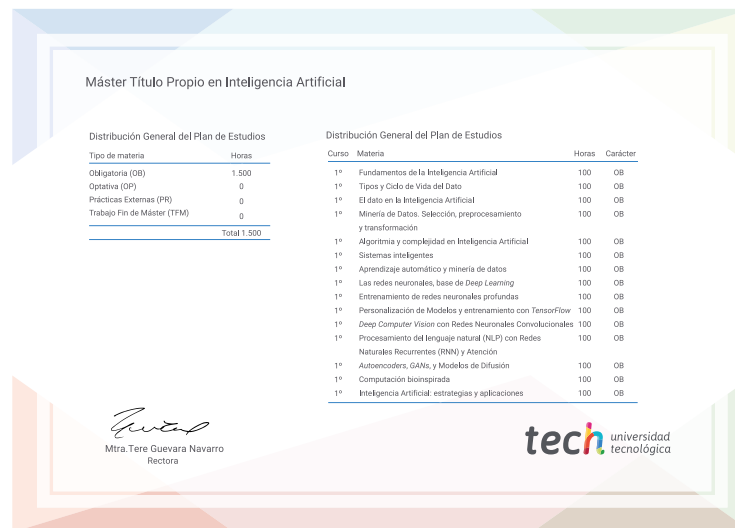 Máster Título Propio en Inteligencia Artificial
Distribución General del Plan de Estudios
Tipo de materia Horas
Obligatoria (OB) 1.500
Optativa (OP) 0
Prácticas Externas (PR) 0
Trabajo Fin de Máster (TFM) 0
Total 1.500
Distribución General del Plan de Estudios
Curso Materia Horas Carácter
1º Fundamentos de la Inteligencia Artificial 100 OB
1º Tipos y Ciclo de Vida del Dato 100 OB
1º El dato en la Inteligencia Artificial 100 OB
1º Minería de Datos. Selección, preprocesamiento 100 OB
y transformación
1º Algoritmia y complejidad en Inteligencia Artificial 100 OB
1º Sistemas inteligentes 100 OB
1º Aprendizaje automático y minería de datos 100 OB
1º Las redes neuronales, base de Deep Learning 100 OB
1º Entrenamiento de redes neuronales profundas 100 OB
1º Personalización de Modelos y entrenamiento con TensorFlow 100 OB
1º Deep Computer Vision con Redes Neuronales Convolucionales 100 OB
1º Procesamiento del lenguaje natural (NLP) con Redes 100 OB
Naturales Recurrentes (RNN) y Atención
1º Autoencoders, GANs, y Modelos de Difusión 100 OB
1º Computación bioinspirada 100 OB
1º Inteligencia Artificial: estrategias y aplicaciones 100 OB
Mtra.Tere Guevara Navarro
Rectora
tech universidad
tecnológica